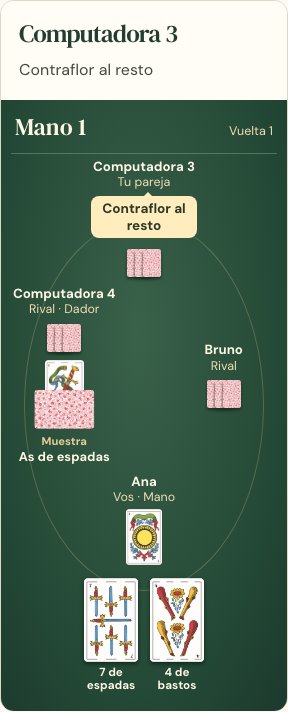 Computadora 3
Contraflor al resto
Mano 1
Vuelta 1
Computadora 3
Tu pareja
Contraflor al
resto
Computadora 4
Rival · Dador
Bruno
Rival
Muestra
As de espadas
Ana
Vos · Mano
7 de
espadas
4 de
bastos